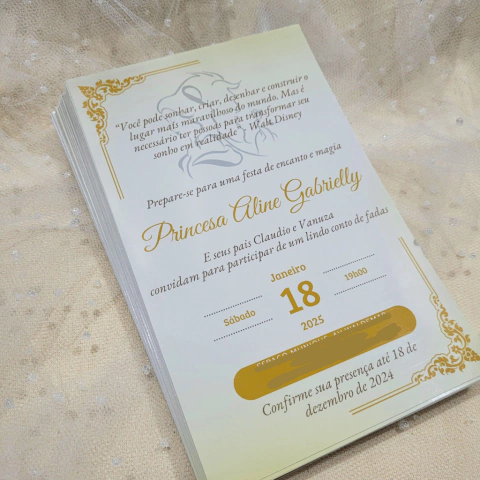 "Você pode sonhar, criar, desenhar e construir o
lugar mais maravilhoso do mundo. Mas é
necessário ter pessoas para transformar seu
sonho em realidade" - Walt Disney
Prepare-se para uma festa de encanto e magia
Princesa Aline Gabrielly
E seus pais Claudio e Vanuza
convidam para participar de um lindo conto de fadas
Janeiro
Sábado 18 19h00
2025
Confirme sua presença até 18 de
dezembro de 2024